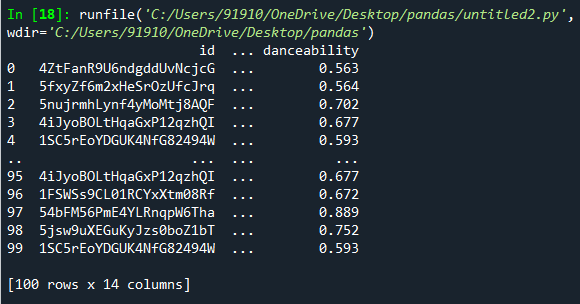 In [18]: runfile('C:/Users/91910/OneDrive/Desktop/pandas/untitled2.py',
wdir='C:/Users/91910/OneDrive/Desktop/pandas')
id ... danceability
0 4ZtFanR9U6ndgddUvNcjcG ... 0.563
1 5fxyZf6m2xHeSrOzUfcJrq ... 0.564
2 5nujrmhLynf4yMoMtj8AQF ... 0.702
3 4iJyoBOLtHqaGxP12qzhQI ... 0.677
4 1SC5rEoYDGUK4NfG82494W ... 0.593
.. ... ... ...
95 4iJyoBOLtHqaGxP12qzhQI ... 0.677
96 1FSWSs9CL01RCYxXtm08Rf ... 0.672
97 54bFM56PmE4YLRnqpW6Tha ... 0.889
98 5jsw9uXEGuKyJzs0boZ1bT ... 0.752
99 1SC5rEoYDGUK4NfG82494W ... 0.593
[100 rows x 14 columns]